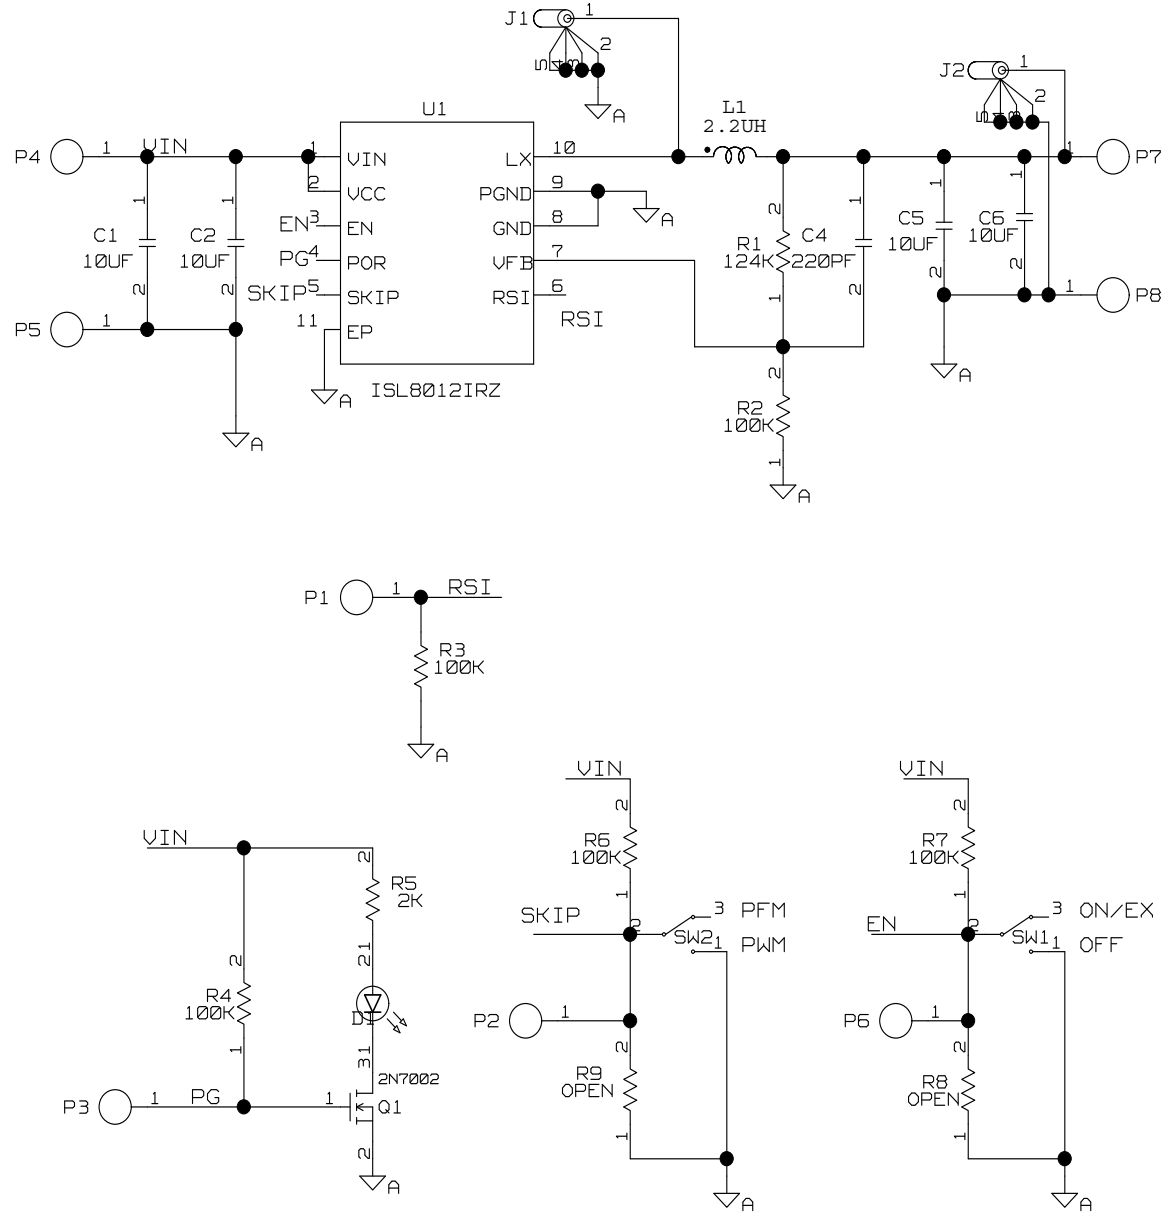 J1 1
2
5 4 3
J2 1
2
5 4 3
U1
L1
2.2UH
P4 1 VIN
1 VIN
LX 10
1 P7
2 VCC
PGND 9
A
EN 3 EN
GND 8
PG 4 POR
VFB 7
SKIP 5 SKIP
RSI 6
RSI
11 EP
A
ISL8012IRZ
1
C1
10UF
2
1
C2
10UF
2
P5 1
A
A
2
R1
124K
1
1
C4
220PF
2
1
C5
10UF
2
1
C6
10UF
2
1 P8
A
2
R2
100K
1
A
P1 1 RSI
R3
100K
A
VIN
2
R5
2K
21
D1
31
2N7002
Q1
2
R4
100K
1
P3 1 PG 1
2
A
VIN
2
R6
100K
1
SKIP 2
3 PFM
SW2
1 PWM
P2 1
2
R9
OPEN
1
A
VIN
2
R7
100K
1
EN 2
3 ON/EX
SW1
1 OFF
P6 1
2
R8
OPEN
1
A